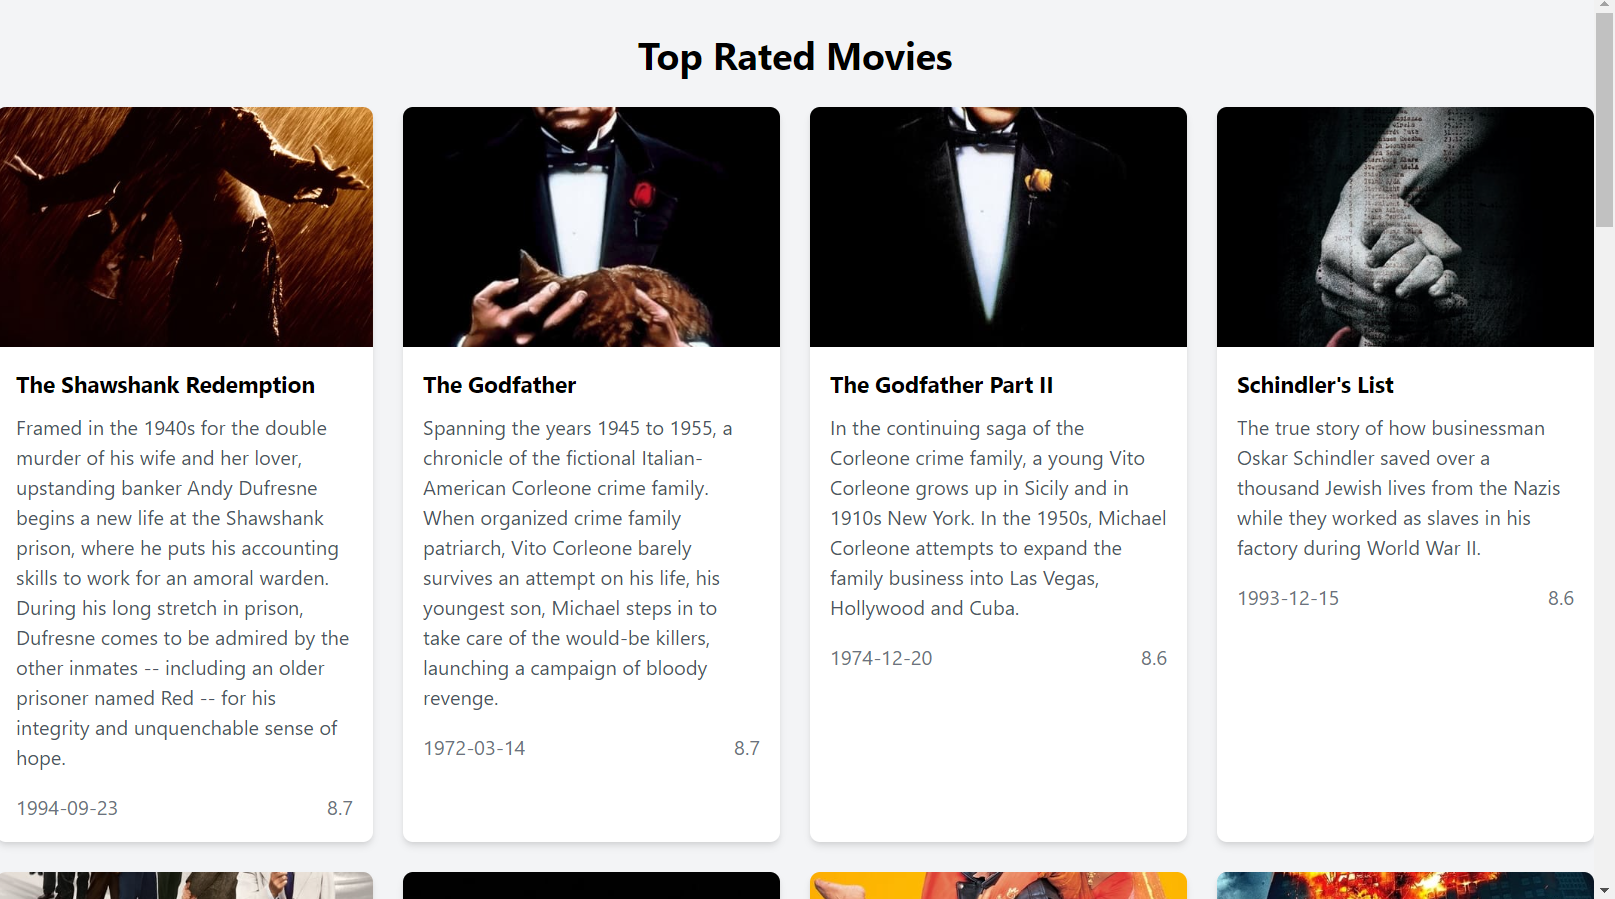 Top Rated Movies
The Shawshank Redemption
Framed in the 1940s for the double
murder of his wife and her lover,
upstanding banker Andy Dufresne
begins a new life at the Shawshank
prison, where he puts his accounting
skills to work for an amoral warden.
During his long stretch in prison,
Dufresne comes to be admired by the
other inmates -- including an older
prisoner named Red -- for his
integrity and unquenchable sense of
hope.
1994-09-23 8.7
The Godfather
Spanning the years 1945 to 1955, a
chronicle of the fictional Italian-
American Corleone crime family.
When organized crime family
patriarch, Vito Corleone barely
survives an attempt on his life, his
youngest son, Michael steps in to
take care of the would-be killers,
launching a campaign of bloody
revenge.
1972-03-14 8.7
The Godfather Part II
In the continuing saga of the
Corleone crime family, a young Vito
Corleone grows up in Sicily and in
1910s New York. In the 1950s, Michael
Corleone attempts to expand the
family business into Las Vegas,
Hollywood and Cuba.
1974-12-20 8.6
Schindler's List
The true story of how businessman
Oskar Schindler saved over a
thousand Jewish lives from the Nazis
while they worked as slaves in his
factory during World War II.
1993-12-15 8.6